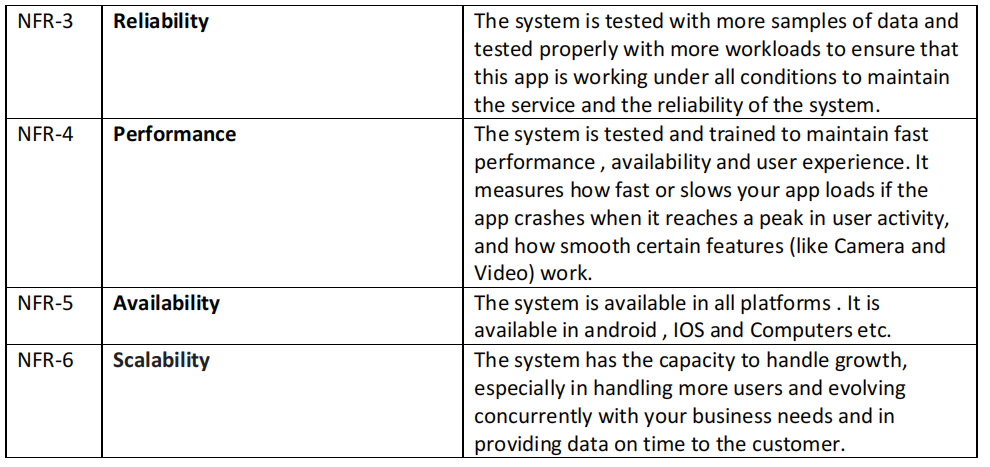 NFR-3 Reliability The system is tested with more samples of data and
tested properly with more workloads to ensure that
this app is working under all conditions to maintain
the service and the reliability of the system.
NFR-4 Performance The system is tested and trained to maintain fast
performance , availability and user experience. It
measures how fast or slows your app loads if the
app crashes when it reaches a peak in user activity,
and how smooth certain features (like Camera and
Video) work.
NFR-5 Availability The system is available in all platforms . It is
available in android , IOS and Computers etc.
NFR-6 Scalability The system has the capacity to handle growth,
especially in handling more users and evolving
concurrently with your business needs and in
providing data on time to the customer.